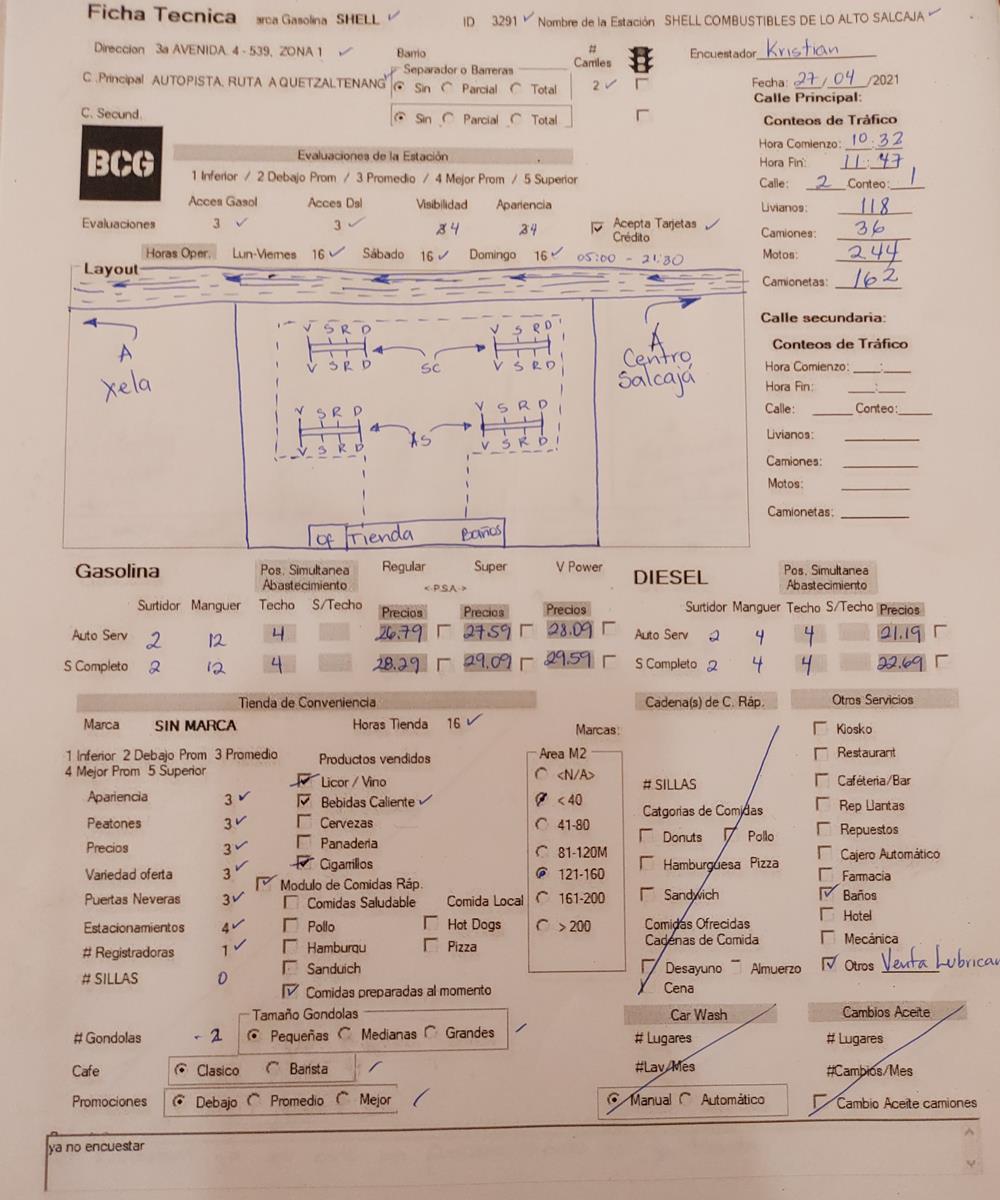 Ficha Tecnica arca Gasolina SHELL ID 3291 Nombre de la Estación SHELL COMBUSTIBLES DE LO ALTO SALCAJA
Direccion 3a AVENIDA 4 - 539, ZONA 1 Barrio # Carriles Encuestador Kristian
C. Principal AUTOPISTA. RUTA A QUETZALTENANG Separador o Barreras Sin Parcial Total 2 Fecha: 27/04/2021
C. Secund. Sin Parcial Total
Calle Principal:
Conteos de Tráfico
Hora Comienzo: 10:32
Hora Fin: 11:47
Calle: 2 Conteo: 1
Livianos: 118
Camiones: 36
Motos: 244
Camionetas: 162
BCG
Evaluaciones de la Estación
1 Inferior / 2 Debajo Prom / 3 Promedio / 4 Mejor Prom / 5 Superior
Acces Gasol Acces Dsl Visibilidad Apariencia
Evaluaciones 3 3 4 4 Acepta Tarjetas Crédito
Horas Oper. Lun-Viernes 16 Sábado 16 Domingo 16 05:00 - 21:30
Layout
V S R D V S R D
V S R D SC V S R D
A Xela
A Centro Salcajá
V S R D V S R D
V S R D AS V S R D
Of Tienda Baños
Calle secundaria:
Conteos de Tráfico
Hora Comienzo: :
Hora Fin: :
Calle: Conteo:
Livianos:
Camiones:
Motos:
Camionetas:
Gasolina Pos. Simultanea Abastecimiento Regular Super V Power
<-P.S.A.->
Surtidor Manguer Techo S/Techo Precios Precios Precios
Auto Serv 2 12 4 26.79 27.59 28.09
S Completo 2 12 4 28.29 29.09 29.59
DIESEL Pos. Simultanea Abastecimiento
Surtidor Manguer Techo S/Techo Precios
Auto Serv 2 4 4 21.19
S Completo 2 4 4 22.69
Tienda de Conveniencia
Marca SIN MARCA Horas Tienda 16 Marcas:
1 Inferior 2 Debajo Prom 3 Promedio
4 Mejor Prom 5 Superior
Apariencia 3
Peatones 3
Precios 3
Variedad oferta 3
Puertas Neveras 3
Estacionamientos 4
# Registradoras 1
# SILLAS 0
# Gondolas - 2
Productos vendidos
Licor / Vino
Bebidas Caliente
Cervezas
Panaderia
Cigarrillos
Modulo de Comidas Ráp.
Comidas Saludable Comida Local
Pollo Hot Dogs
Hamburqu Pizza
Sanduich
Comidas preparadas al momento
Area M2
<N/A>
< 40
41-80
81-120M
121-160
161-200
> 200
Tamaño Gondolas
Pequeñas Medianas Grandes
Cafe Clasico Barista
Promociones Debajo Promedio Mejor
Cadena(s) de C. Ráp.
# SILLAS
Catgorias de Comidas
Donuts Pollo
Hamburguesa Pizza
Sandwich
Comidas Ofrecidas
Cadenas de Comida
Desayuno Almuerzo
Cena
Otros Servicios
Kiosko
Restaurant
Caféteria/Bar
Rep Llantas
Repuestos
Cajero Automático
Farmacia
Baños
Hotel
Mecánica
Otros Venta Lubrican
Car Wash
# Lugares
#Lav/Mes
Manual Automático
Cambios Aceite
# Lugares
#Cambios/Mes
Cambio Aceite camiones
ya no encuestar